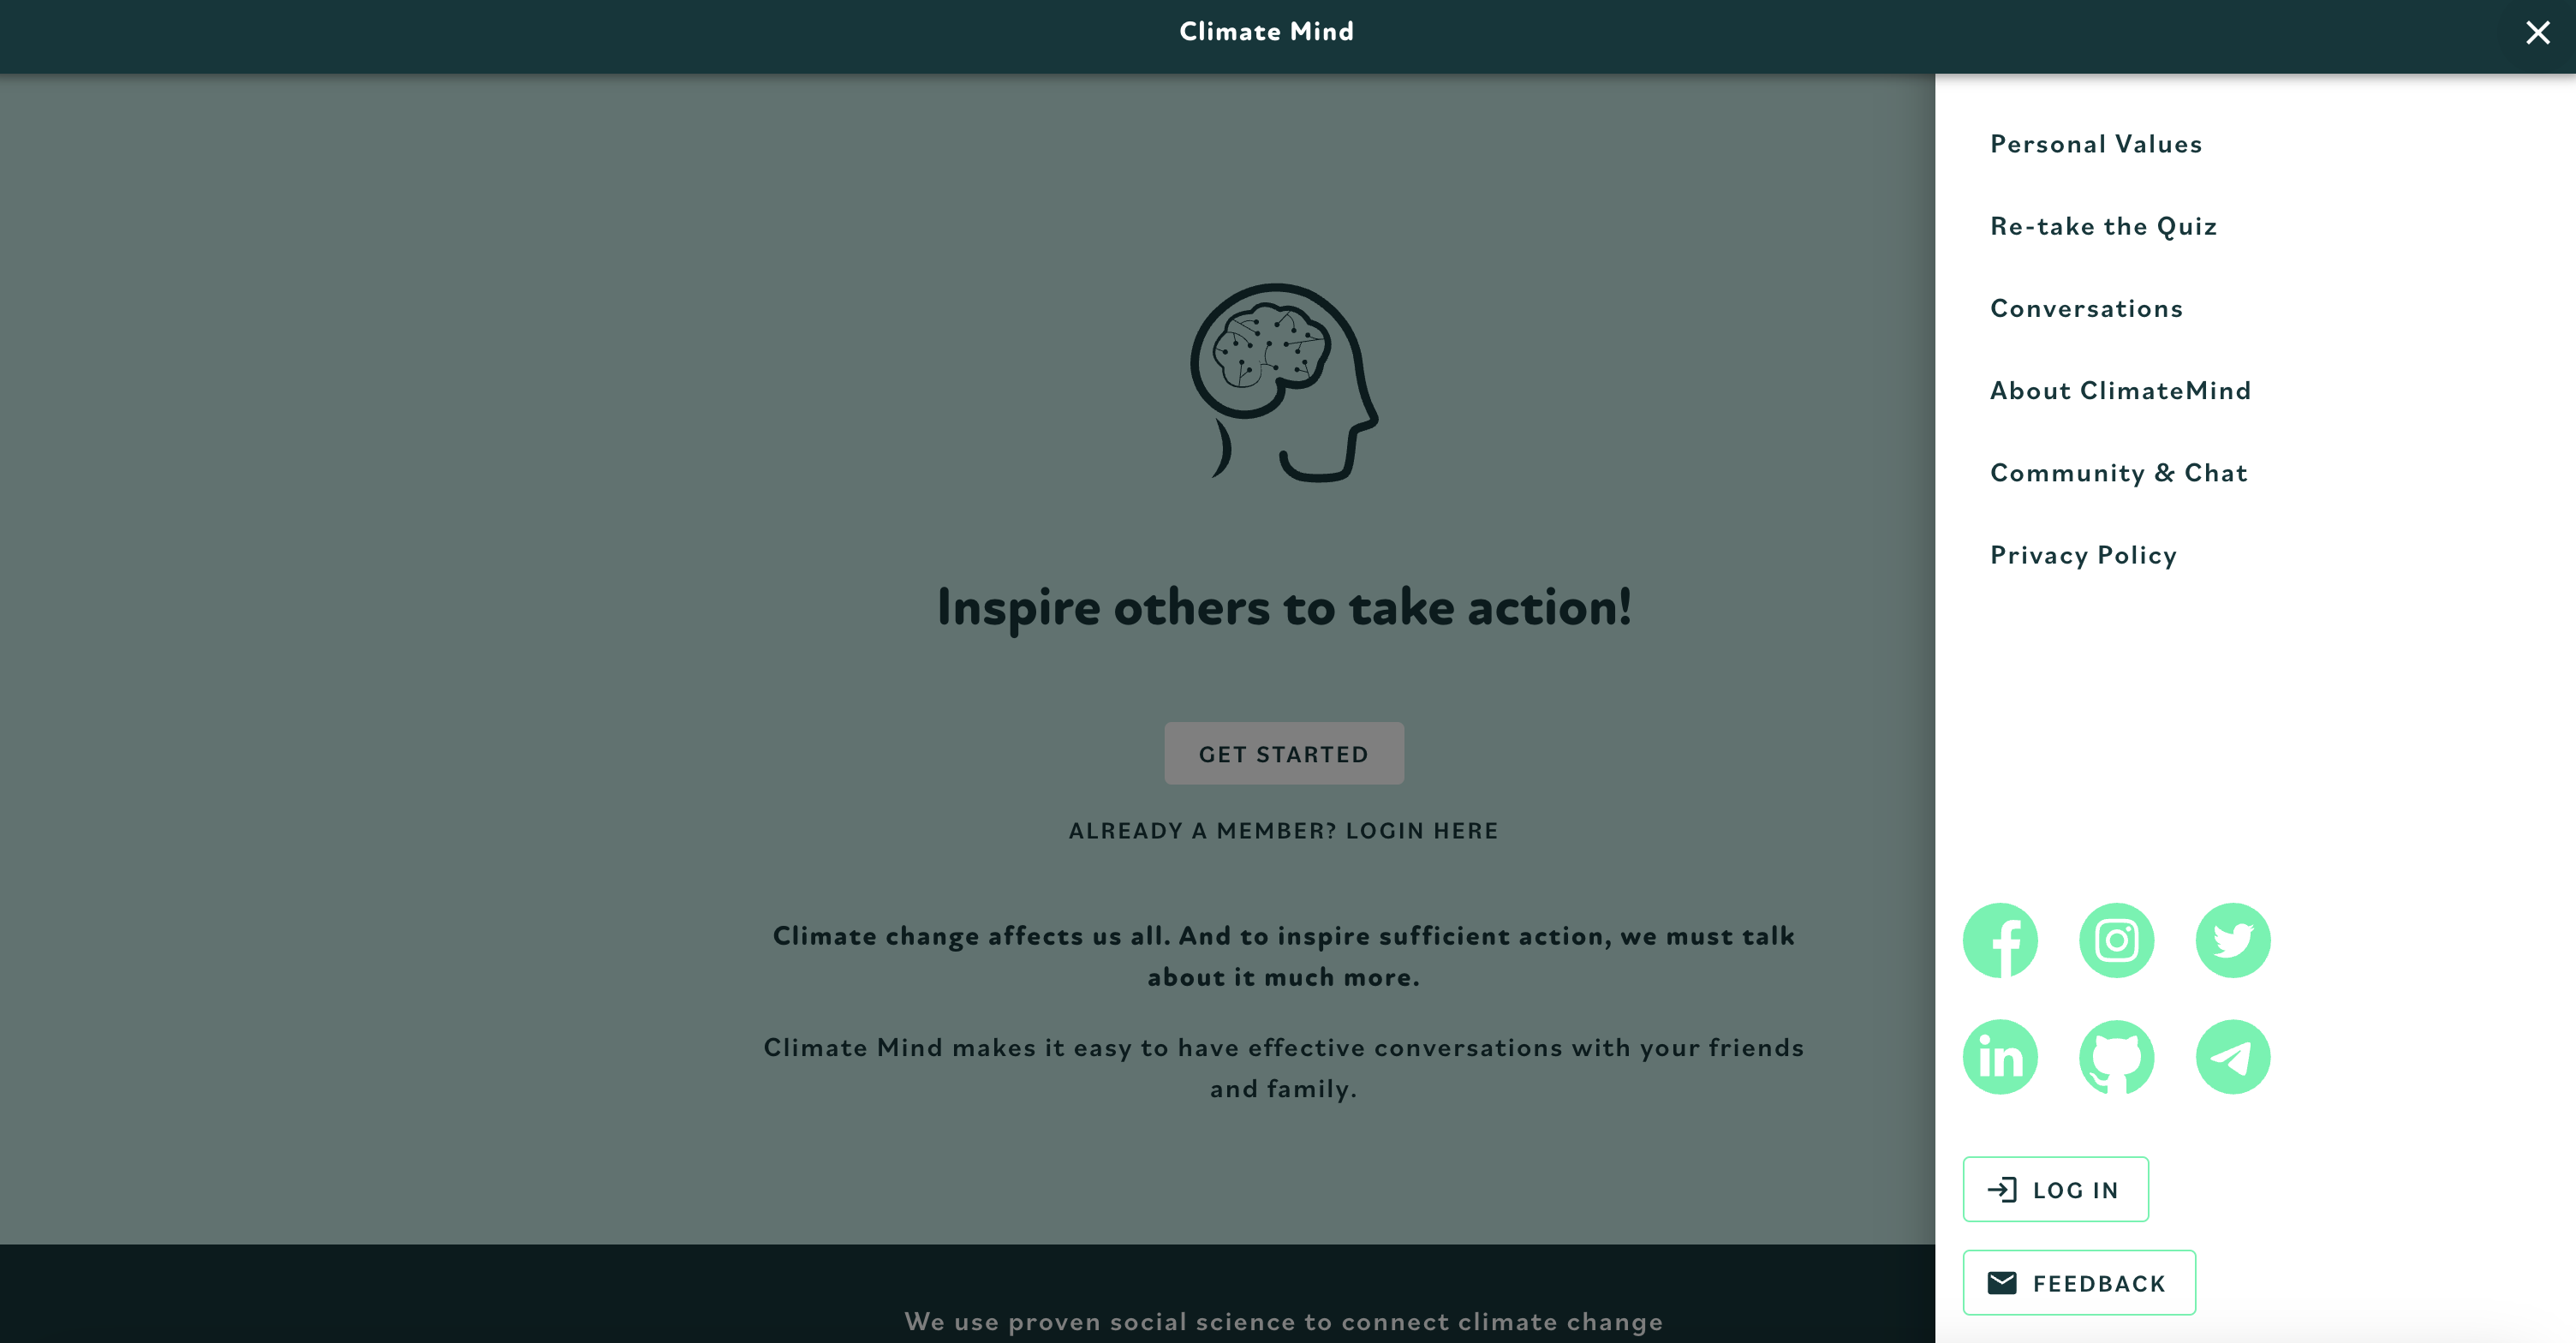 Climate Mind
Personal Values
Re-take the Quiz
Conversations
About ClimateMind
Community & Chat
Privacy Policy
Inspire others to take action!
GET STARTED
ALREADY A MEMBER? LOGIN HERE
Climate change affects us all. And to inspire sufficient action, we must talk
about it much more.
Climate Mind makes it easy to have effective conversations with your friends
and family.
LOG IN
FEEDBACK
We use proven social science to connect climate change